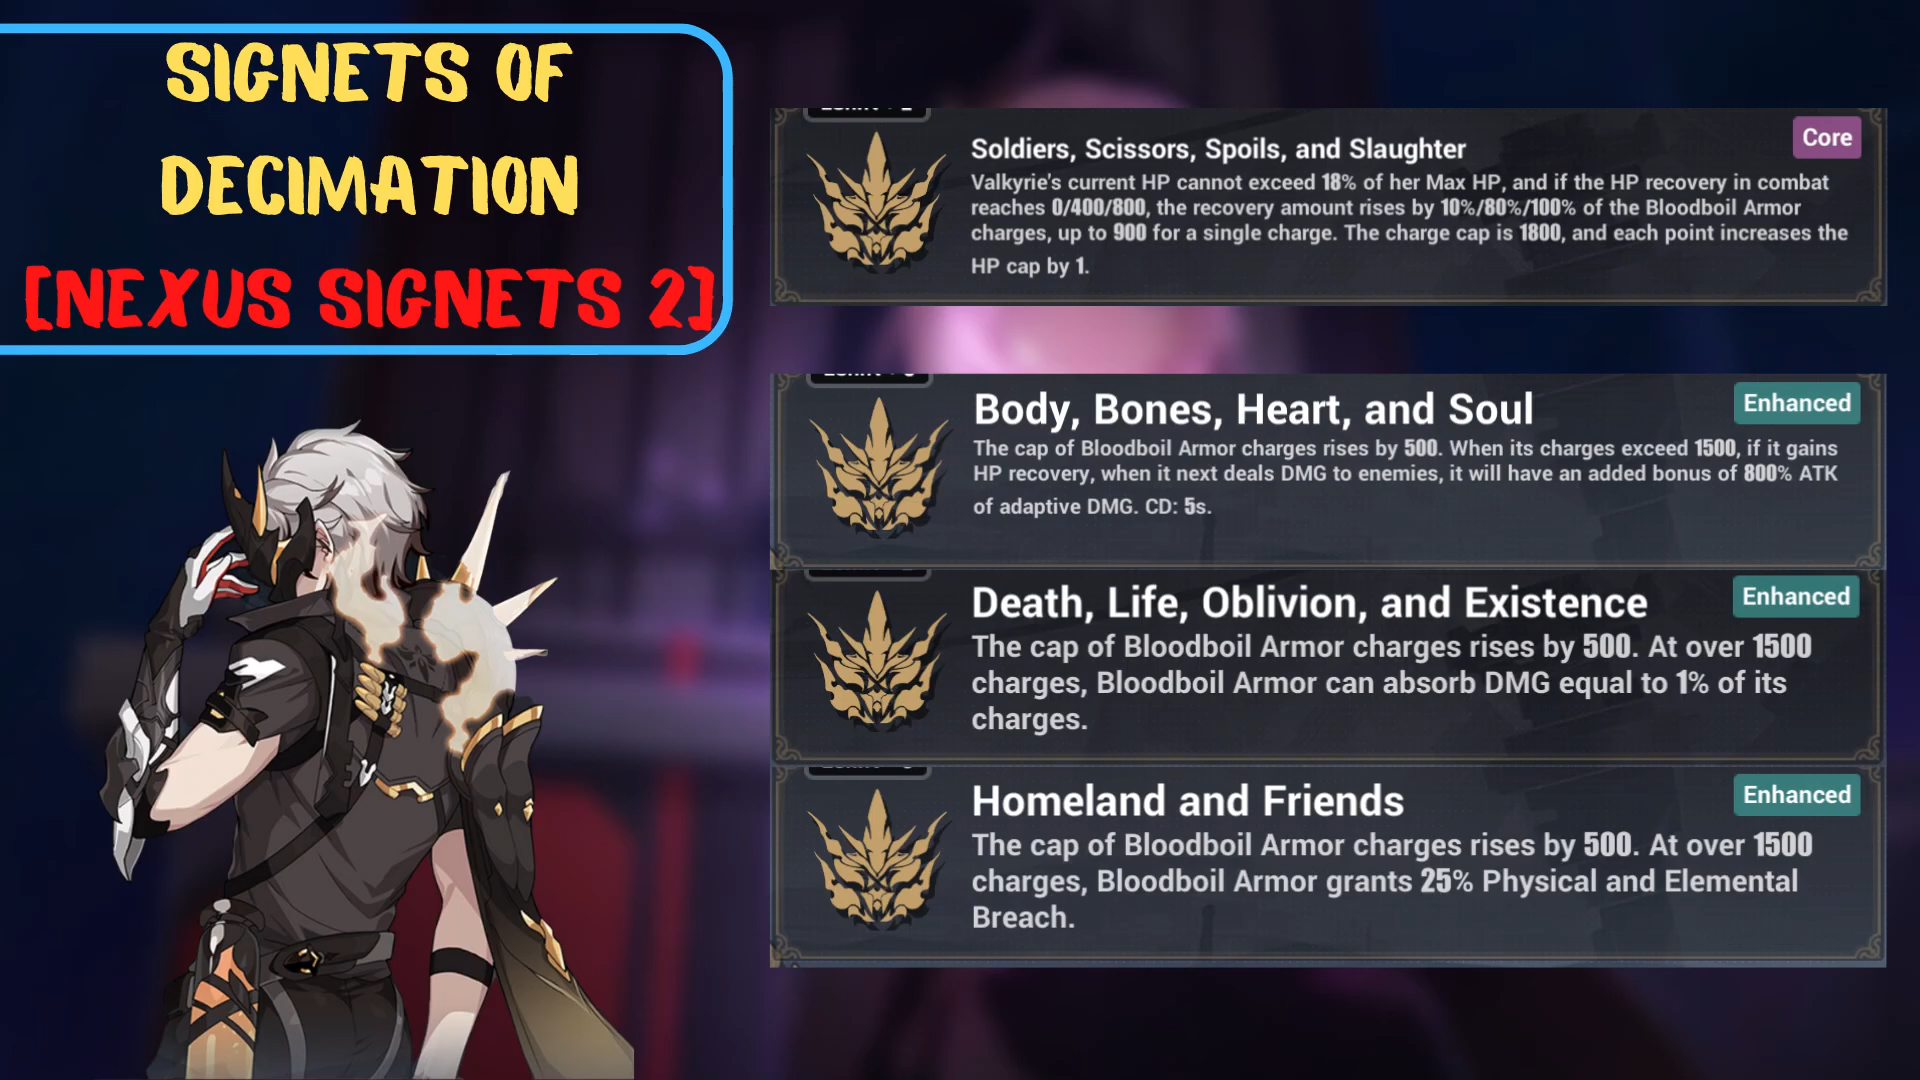 SIGNETS OF
DECIMATION
[NEXUS SIGNETS 2]
Soldiers, Scissors, Spoils, and Slaughter
Core
Valkyrie's current HP cannot exceed 18% of her Max HP, and if the HP recovery in combat
reaches 0/400/800, the recovery amount rises by 10%/80%/100% of the Bloodboil Armor
charges, up to 900 for a single charge. The charge cap is 1800, and each point increases the
HP cap by 1.
Body, Bones, Heart, and Soul
Enhanced
The cap of Bloodboil Armor charges rises by 500. When its charges exceed 1500, if it gains
HP recovery, when it next deals DMG to enemies, it will have an added bonus of 800% ATK
of adaptive DMG. CD: 5s.
Death, Life, Oblivion, and Existence
Enhanced
The cap of Bloodboil Armor charges rises by 500. At over 1500
charges, Bloodboil Armor can absorb DMG equal to 1% of its
charges.
Homeland and Friends
Enhanced
The cap of Bloodboil Armor charges rises by 500. At over 1500
charges, Bloodboil Armor grants 25% Physical and Elemental
Breach.